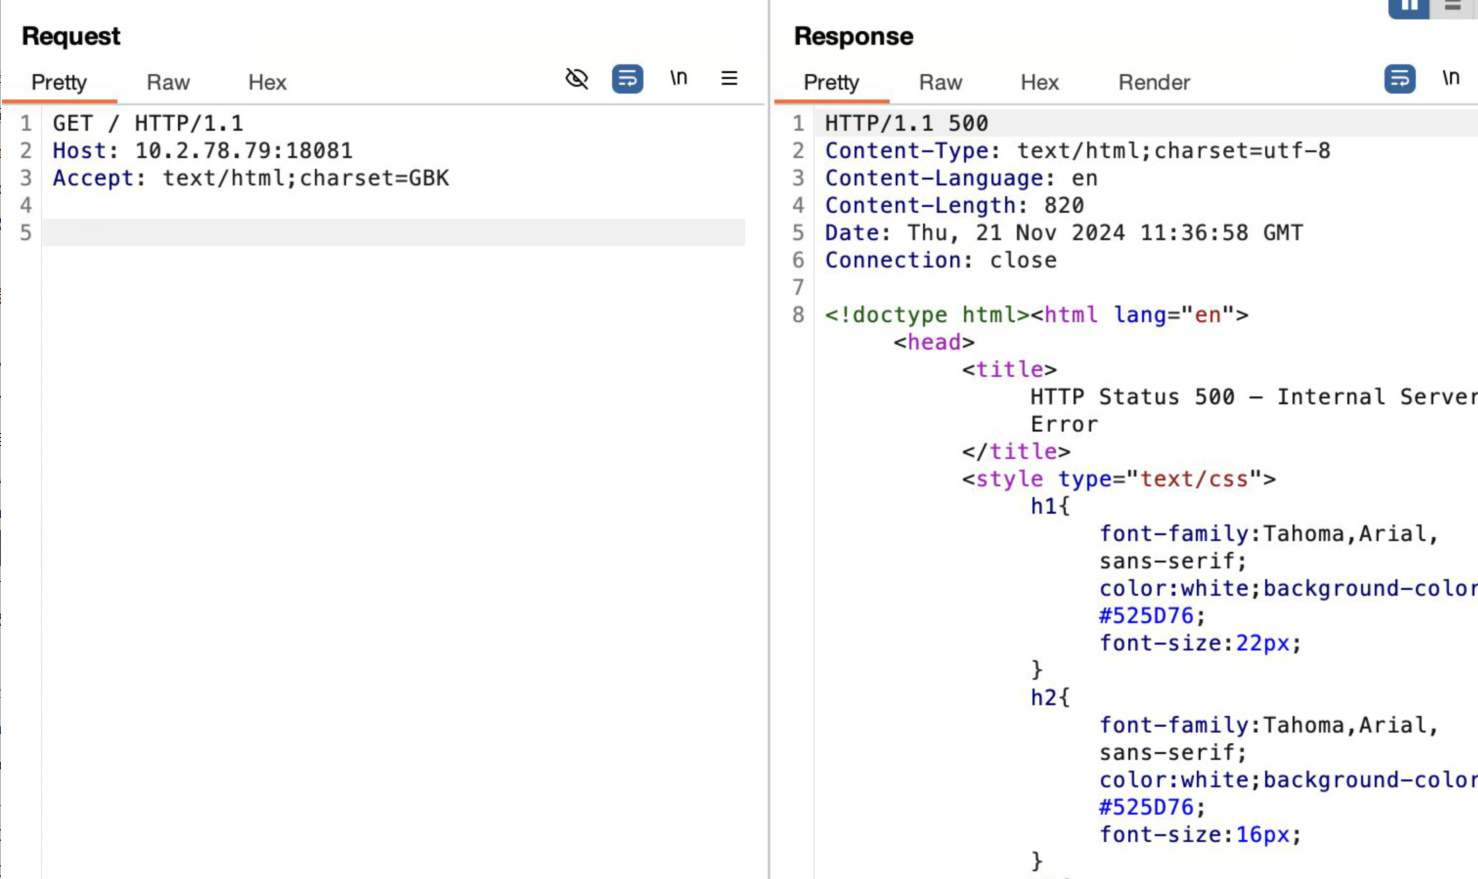 Request
Pretty Raw Hex \n
1 GET / HTTP/1.1
2 Host: 10.2.78.79:18081
3 Accept: text/html;charset=GBK
4
5
Response
Pretty Raw Hex Render \n
1 HTTP/1.1 500
2 Content-Type: text/html;charset=utf-8
3 Content-Language: en
4 Content-Length: 820
5 Date: Thu, 21 Nov 2024 11:36:58 GMT
6 Connection: close
7
8 <!doctype html><html lang="en">
<head>
<title>
HTTP Status 500 – Internal Server
Error
</title>
<style type="text/css">
h1{
font-family:Tahoma,Arial,
sans-serif;
color:white;background-color
#525D76;
font-size:22px;
}
h2{
font-family:Tahoma,Arial,
sans-serif;
color:white;background-color
#525D76;
font-size:16px;
}